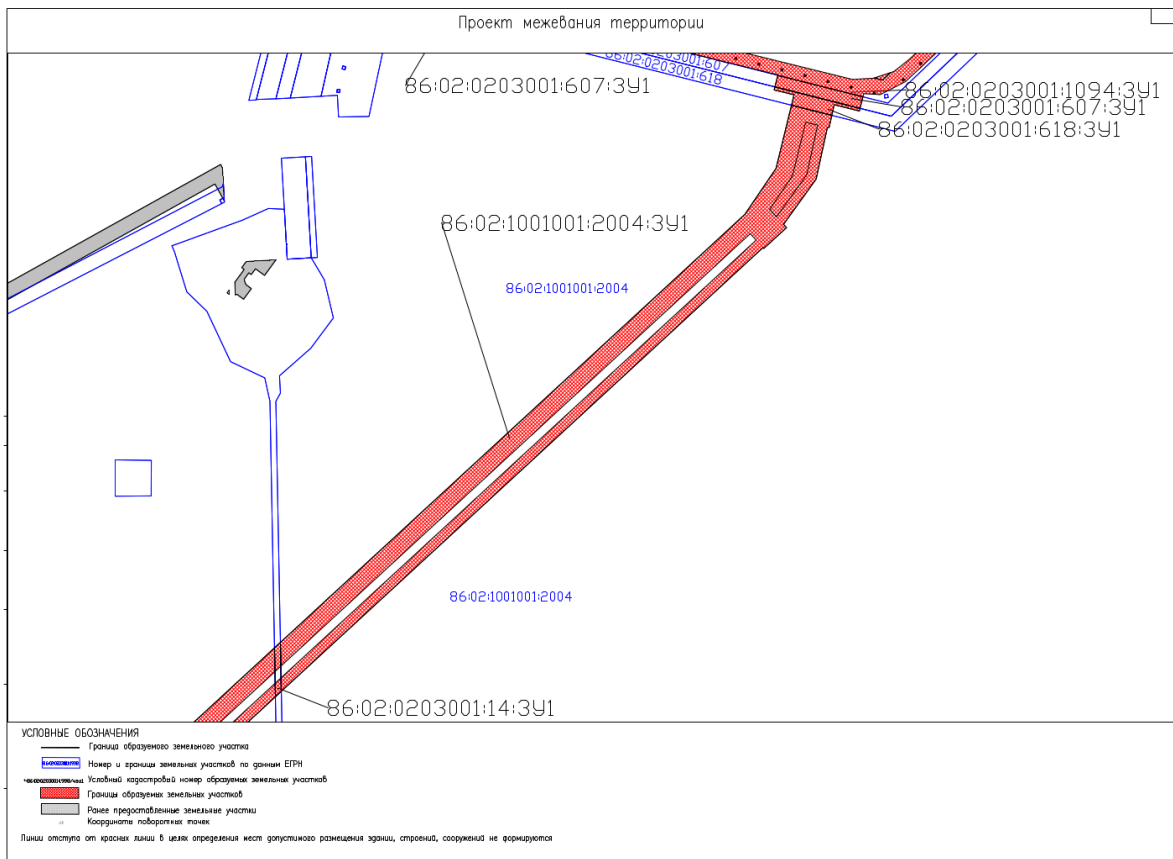 Проект межевания территории
86:02:0203001:607
86:02:0203001:618
86:02:0203001:607:ЗУ1
86:02:0203001:1094:ЗУ1
86:02:0203001:607:ЗУ1
86:02:0203001:618:ЗУ1
86:02:1001001:2004:ЗУ1
86:02:1001001:2004
86:02:1001001:2004
86:02:0203001:14:ЗУ1
УСЛОВНЫЕ ОБОЗНАЧЕНИЯ
Граница образуемого земельного участка
Номер и границы земельных участков по данным ЕГРН
Условный кадастровый номер образуемых земельных участков
Границы образуемых земельных участков
Ранее предоставленные земельные участки
Координаты поворотных точек
Линии отступа от красных линии в целях определения мест допустимого размещения здании, строений, сооружений не формируются